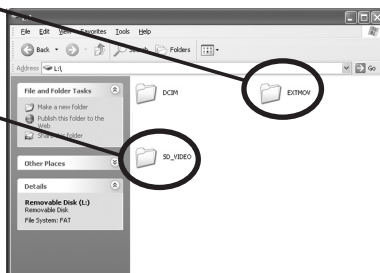 File Edit View Favorites Tools Help
Back Search Folders
Address L:\ Go
File and Folder Tasks
Make a new folder
Publish this folder to the
Web
Share this folder
Other Places
Details
Removable Disk (L:)
Removable Disk
File System: FAT
DCIM
EXTMOV
SD_VIDEO